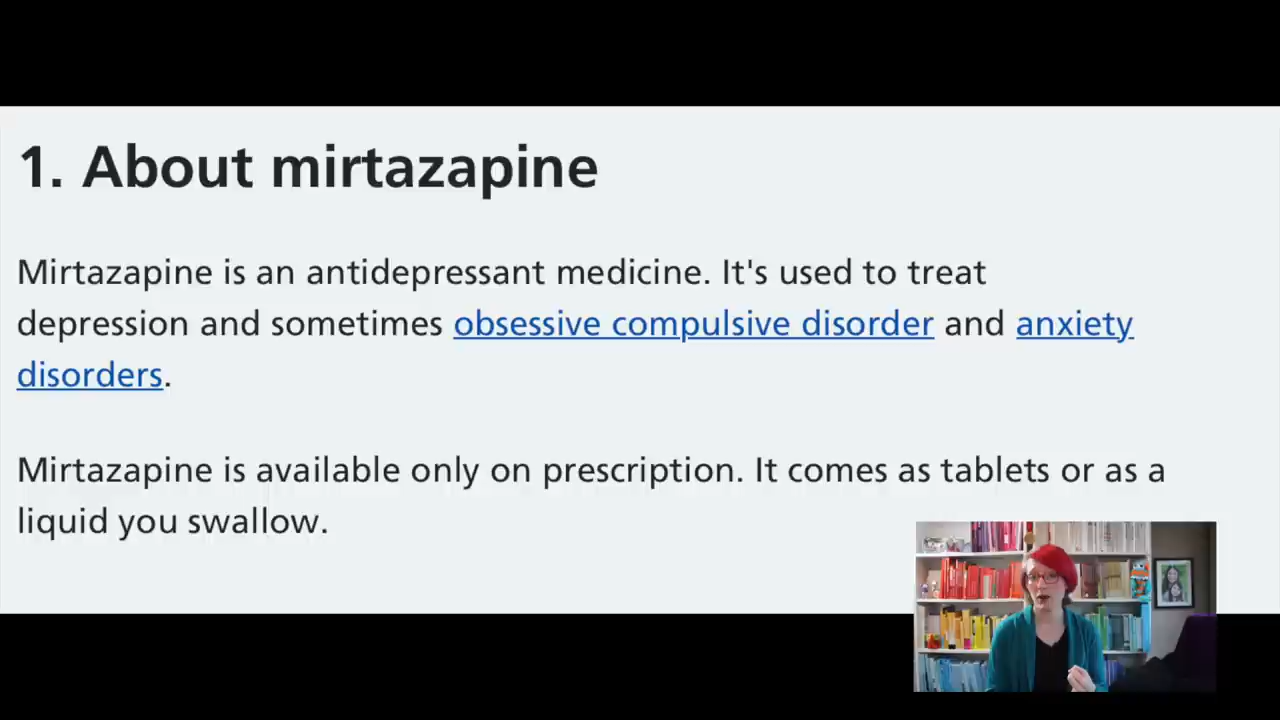 1. About mirtazapine
Mirtazapine is an antidepressant medicine. It's used to treat
depression and sometimes obsessive compulsive disorder and anxiety
disorders.
Mirtazapine is available only on prescription. It comes as tablets or as a
liquid you swallow.